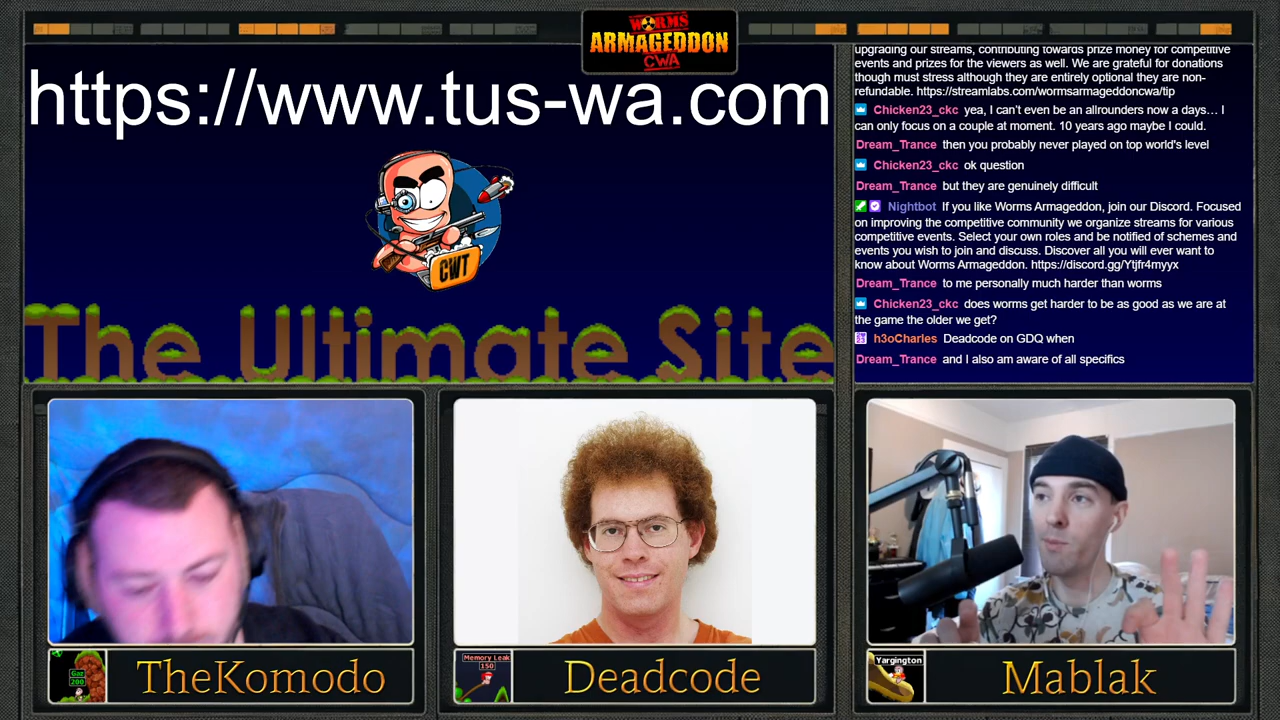 WORMS
ARMAGEDDON
CWA
https://www.tus-wa.com
CWT
The Ultimate Site
upgrading our streams, contributing towards prize money for competitive
events and prizes for the viewers as well. We are grateful for donations
though must stress although they are entirely optional they are non-
refundable. https://streamlabs.com/wormsarmageddoncwa/tip
Chicken23_ckc yea, I can't even be an allrounders now a days… I
can only focus on a couple at moment. 10 years ago maybe I could.
Dream_Trance then you probably never played on top world's level
Chicken23_ckc ok question
Dream_Trance but they are genuinely difficult
Nightbot If you like Worms Armageddon, join our Discord. Focused
on improving the competitive community we organize streams for various
competitive events. Select your own roles and be notified of schemes and
events you wish to join and discuss. Discover all you will ever want to
know about Worms Armageddon. https://discord.gg/Ytjfr4myyx
Dream_Trance to me personally much harder than worms
Chicken23_ckc does worms get harder to be as good as we are at
the game the older we get?
h3oCharles Deadcode on GDQ when
Dream_Trance and I also am aware of all specifics
Gaz
200
TheKomodo
Memory Leak
150
Deadcode
Yargington
Mablak